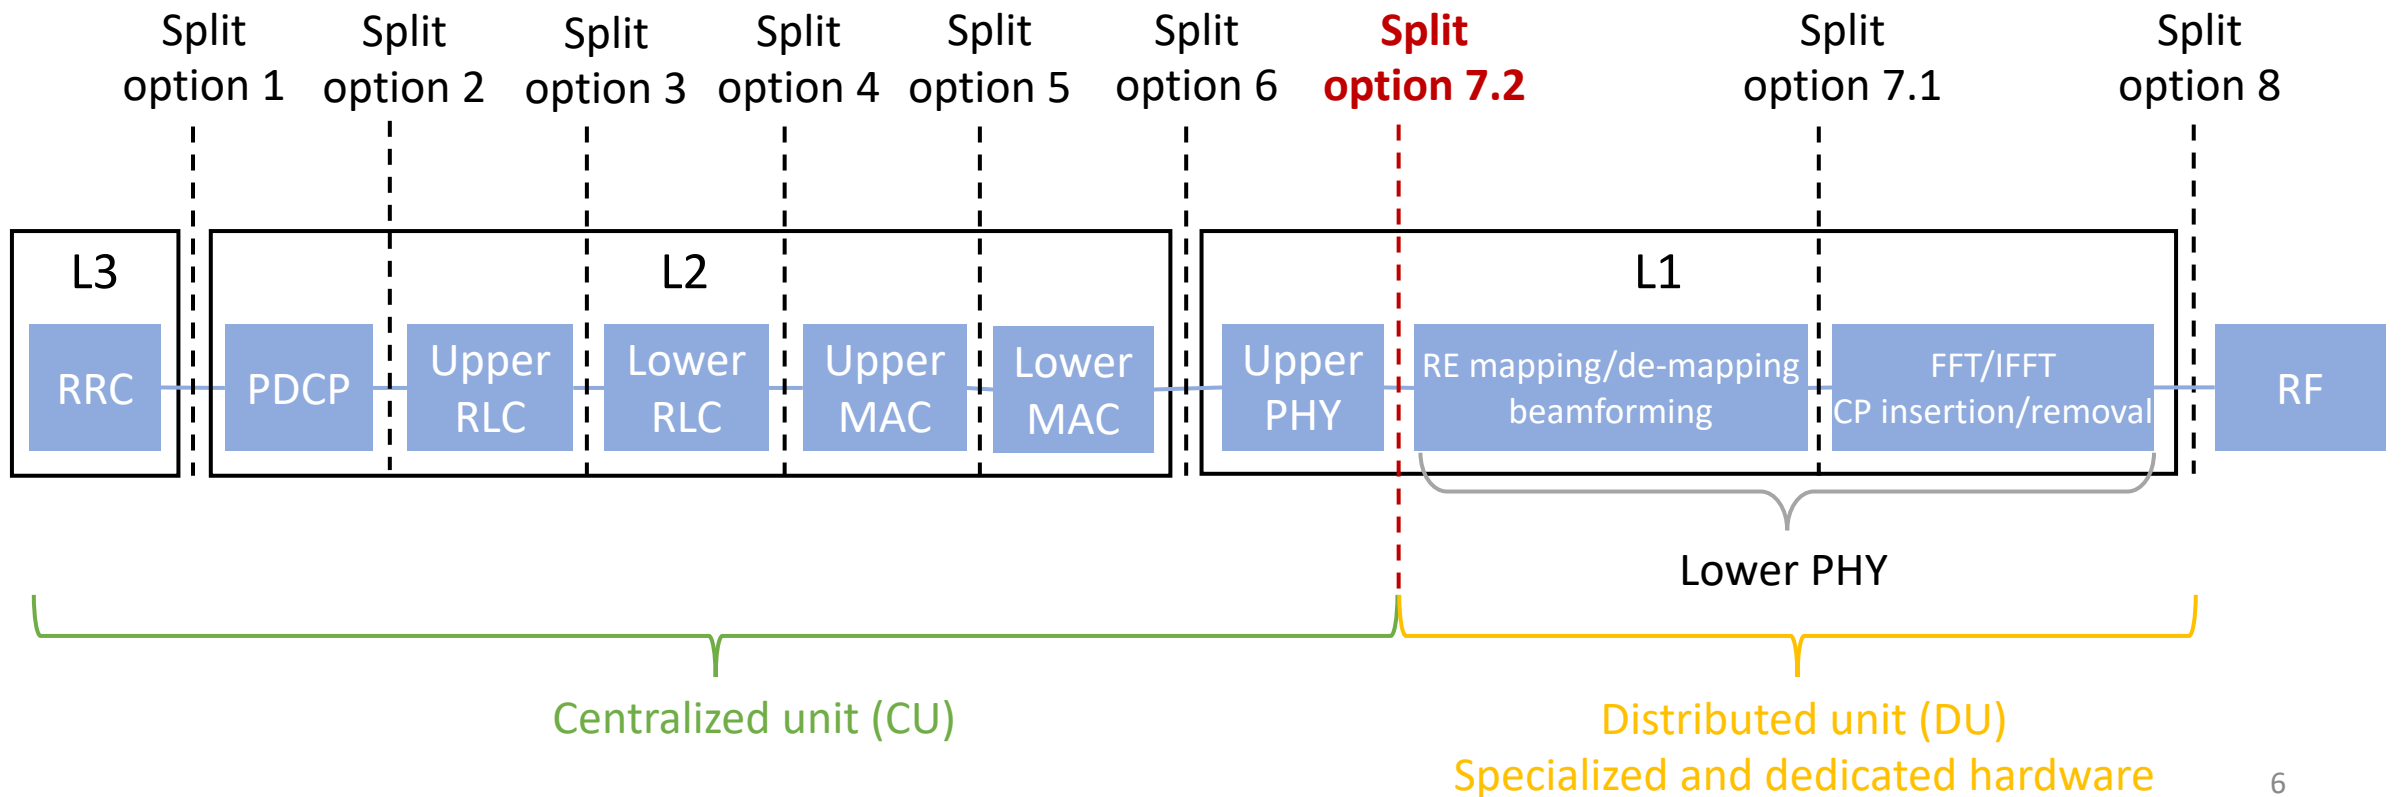 Split
option 1
Split
option 2
Split
option 3
Split
option 4
Split
option 5
Split
option 6
Split
option 7.2
Split
option 7.1
Split
option 8
L3
L2
L1
RRC
PDCP
Upper
RLC
Lower
RLC
Upper
MAC
Lower
MAC
Upper
PHY
RE mapping/de-mapping
beamforming
FFT/IFFT
CP insertion/removal
RF
Lower PHY
Centralized unit (CU)
Distributed unit (DU)
Specialized and dedicated hardware
6